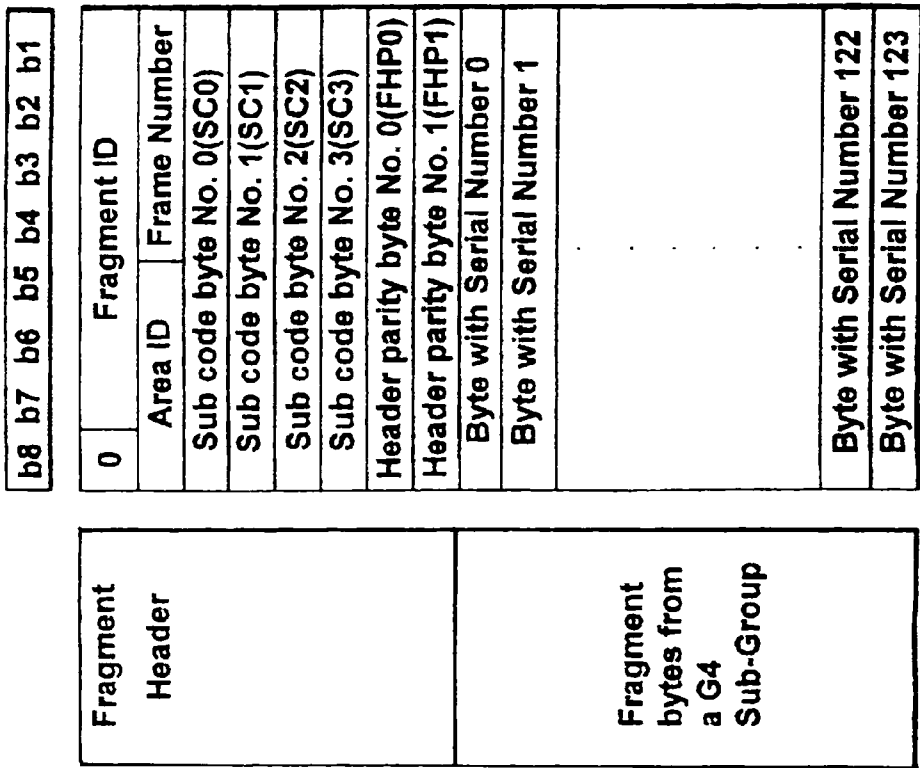 b8 b7 b6 b5 b4 b3 b2 b1
Fragment
Header
0 Fragment ID
Area ID Frame Number
Sub code byte No. 0(SC0)
Sub code byte No. 1(SC1)
Sub code byte No. 2(SC2)
Sub code byte No. 3(SC3)
Header parity byte No. 0(FHP0)
Header parity byte No. 1(FHP1)
Fragment
bytes from
a G4
Sub-Group
Byte with Serial Number 0
Byte with Serial Number 1
. . . . .
Byte with Serial Number 122
Byte with Serial Number 123